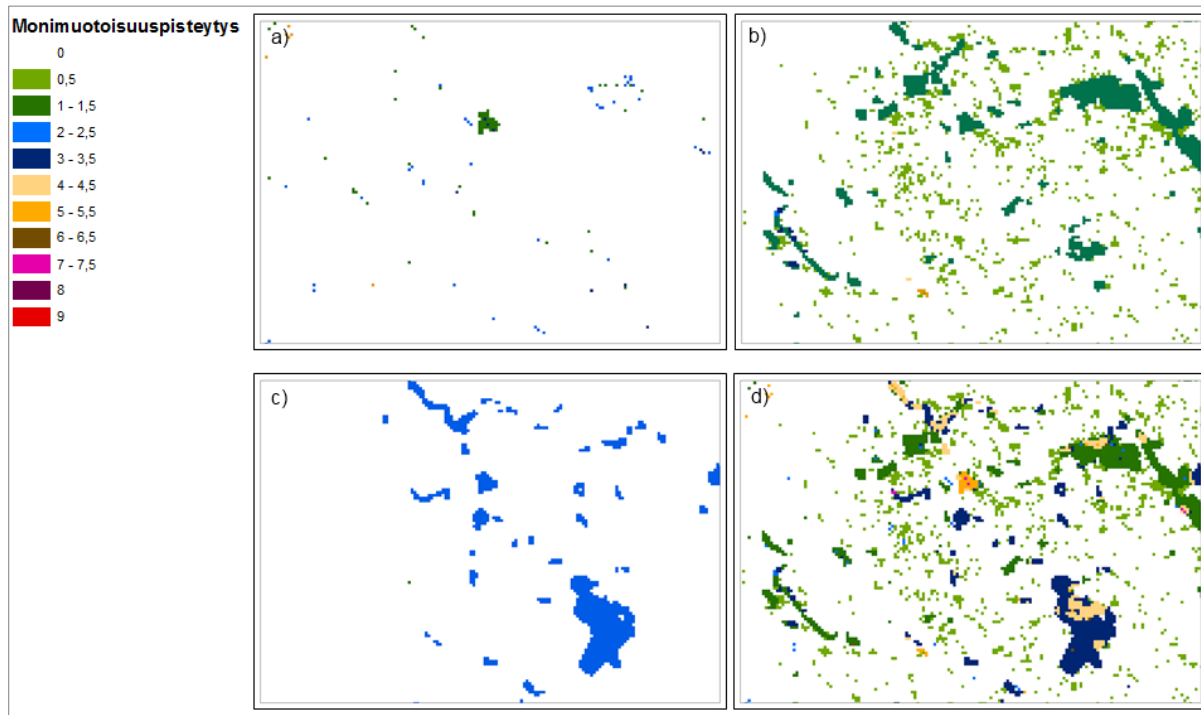 Monimuotoisuuspisteytys
0
0,5
1 - 1,5
2 - 2,5
3 - 3,5
4 - 4,5
5 - 5,5
6 - 6,5
7 - 7,5
8
9
a)
b)
c)
d)